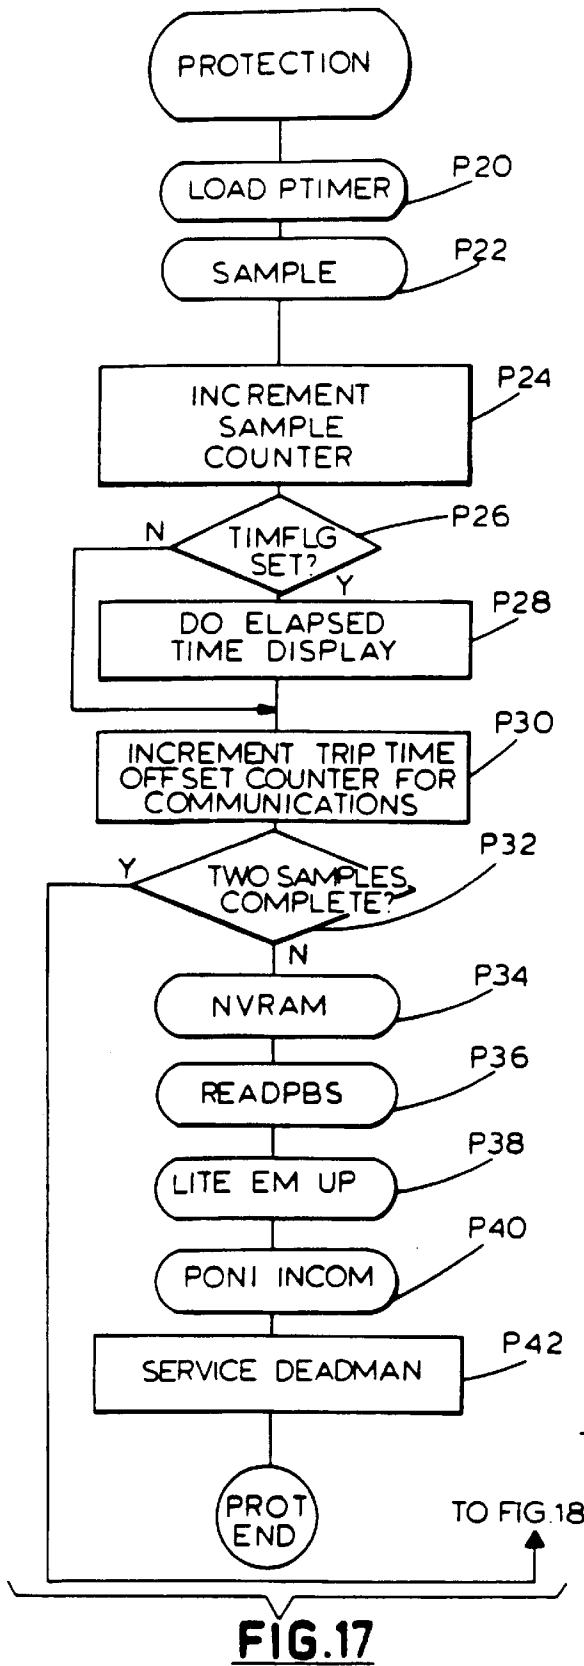 PROTECTION
LOAD PTIMER
P20
SAMPLE
P22
INCREMENT
SAMPLE
COUNTER
P24
N
TIMFLG
SET?
P26
Y
DO ELAPSED
TIME DISPLAY
P28
INCREMENT TRIP TIME
OFFSET COUNTER FOR
COMMUNICATIONS
P30
Y
TWO SAMPLES
COMPLETE?
P32
N
NVRAM
P34
READPBS
P36
LITE EM UP
P38
PONI INCOM
P40
SERVICE DEADMAN
P42
PROT
END
TO FIG.18
FIG.17